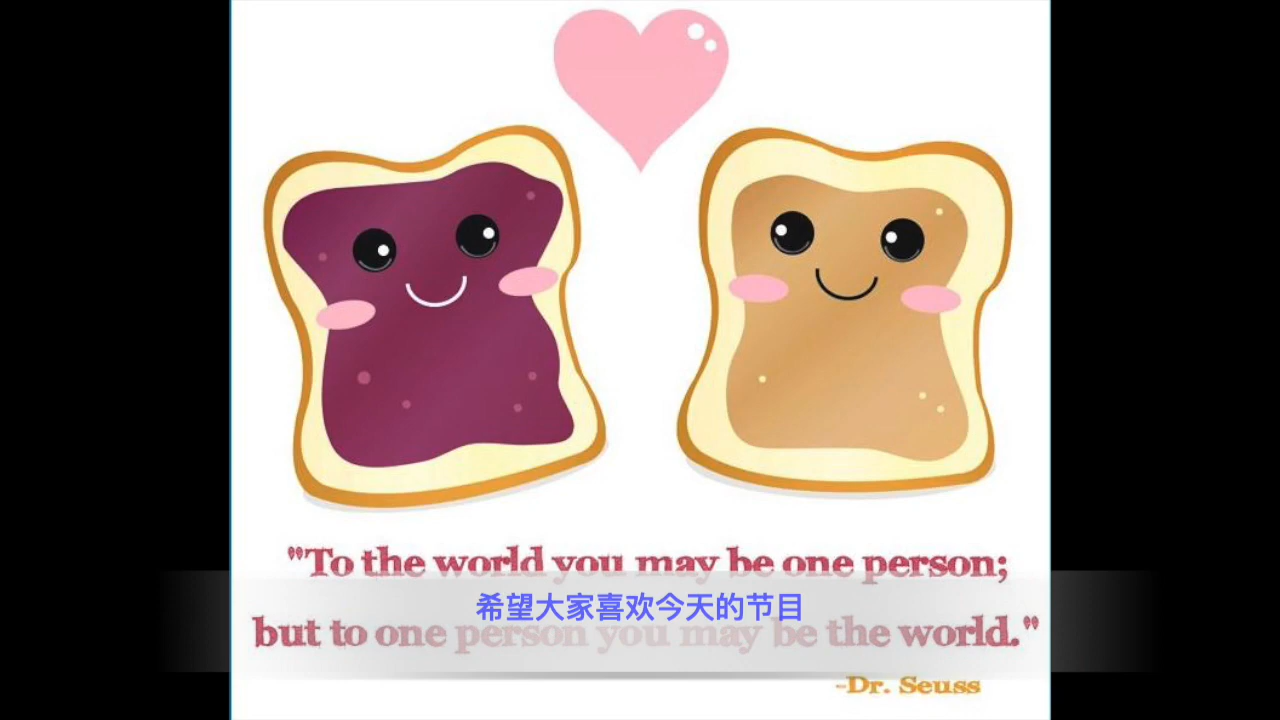 "To the world you may be one person;
希望大家喜欢今天的节目
but to one person you may be the world."
-Dr. Seuss